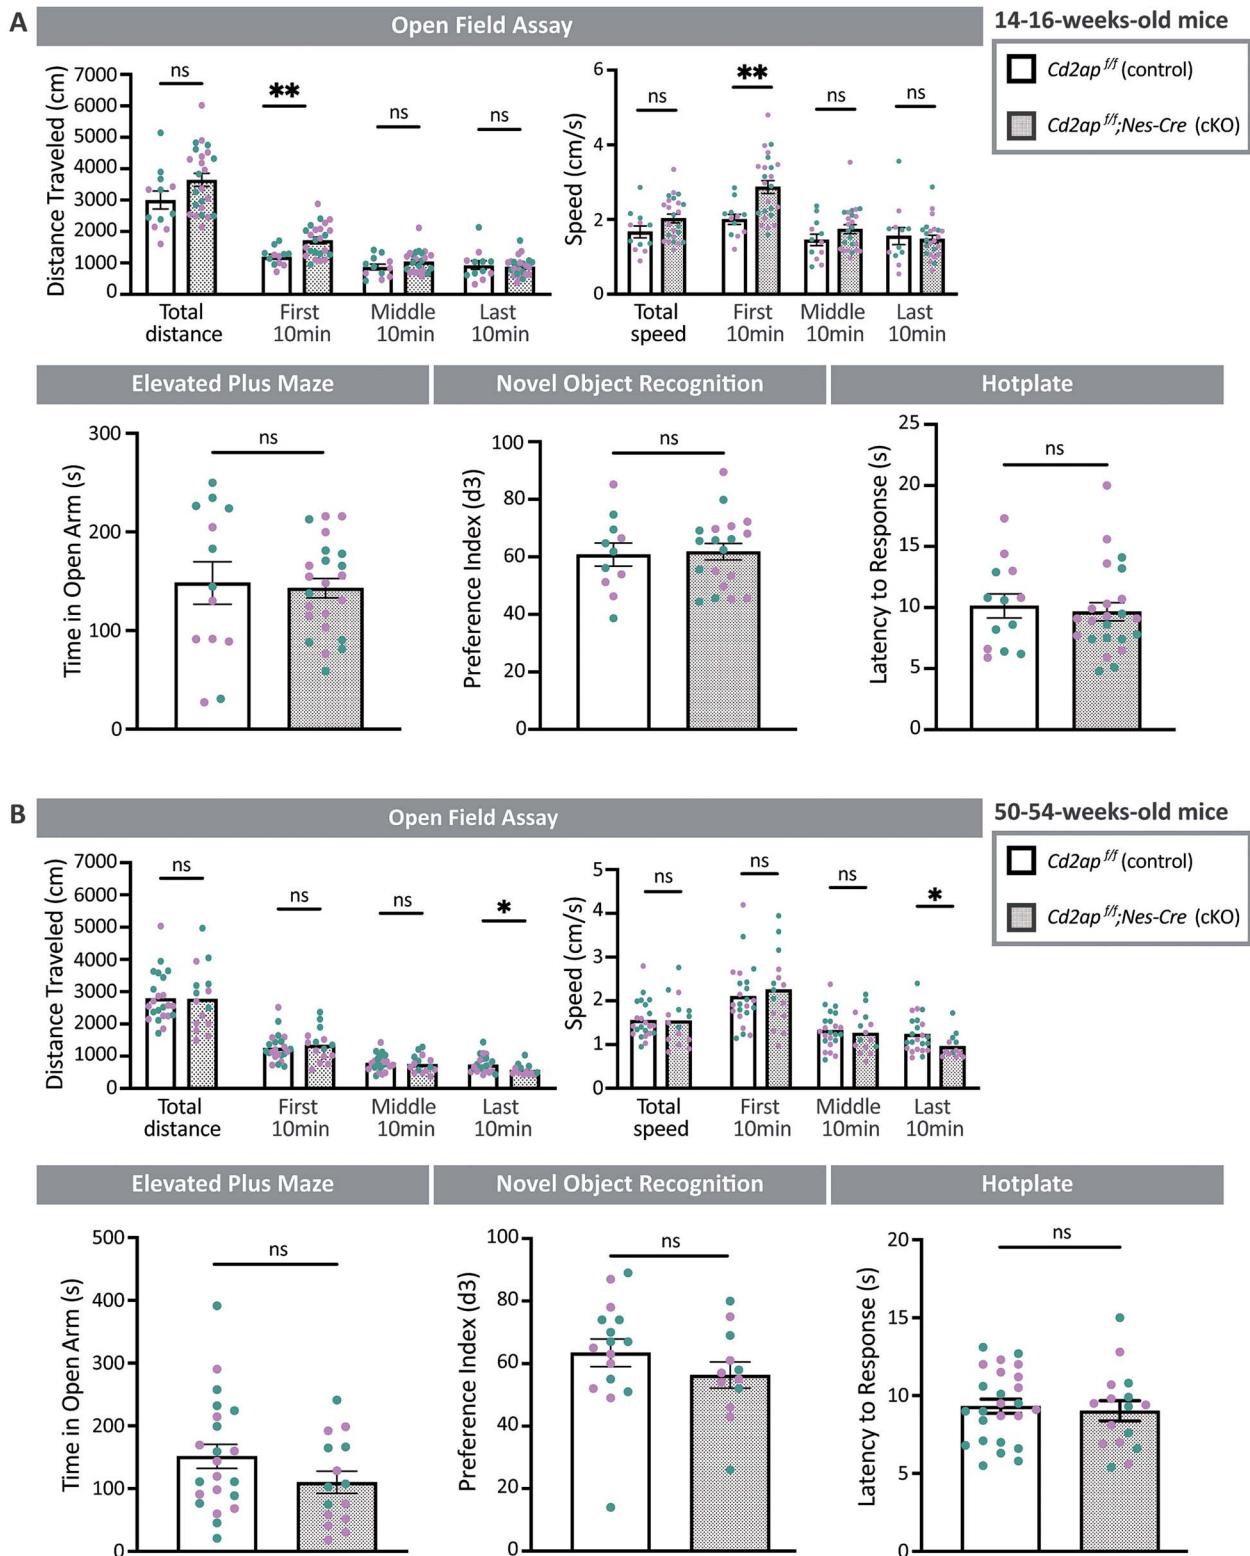 A
Open Field Assay
14-16-weeks-old mice
Cd2ap f/f (control)
Cd2ap f/f;Nes-Cre (cKO)
Distance Traveled (cm)
7000
6000
5000
4000
3000
2000
1000
0
ns
**
ns
ns
Total distance
First 10min
Middle 10min
Last 10min
Speed (cm/s)
6
4
2
0
ns
**
ns
ns
Total speed
First 10min
Middle 10min
Last 10min
Elevated Plus Maze
Novel Object Recognition
Hotplate
Time in Open Arm (s)
300
200
100
0
ns
Preference Index (d3)
100
80
60
40
20
0
ns
Latency to Response (s)
25
20
15
10
5
0
ns
B
Open Field Assay
50-54-weeks-old mice
Cd2ap f/f (control)
Cd2ap f/f;Nes-Cre (cKO)
Distance Traveled (cm)
7000
6000
5000
4000
3000
2000
1000
0
ns
ns
ns
*
Total distance
First 10min
Middle 10min
Last 10min
Speed (cm/s)
5
4
3
2
1
0
ns
ns
ns
*
Total speed
First 10min
Middle 10min
Last 10min
Elevated Plus Maze
Novel Object Recognition
Hotplate
Time in Open Arm (s)
500
400
300
200
100
0
ns
Preference Index (d3)
100
80
60
40
20
0
ns
Latency to Response (s)
20
15
10
5
0
ns